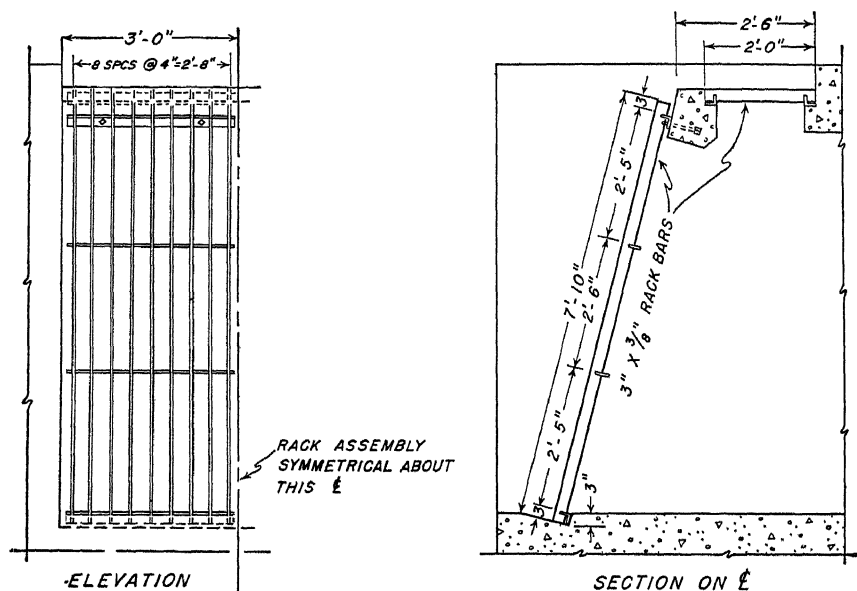 3'-0"
8 SPCS @ 4"=2'-8"
RACK ASSEMBLY
SYMMETRICAL ABOUT
THIS ℄
ELEVATION
2'-6"
2'-0"
3"
2'-5"
7'-10"
2'-6"
3" X 3/8" RACK BARS
2'-5"
3"
3"
SECTION ON ℄